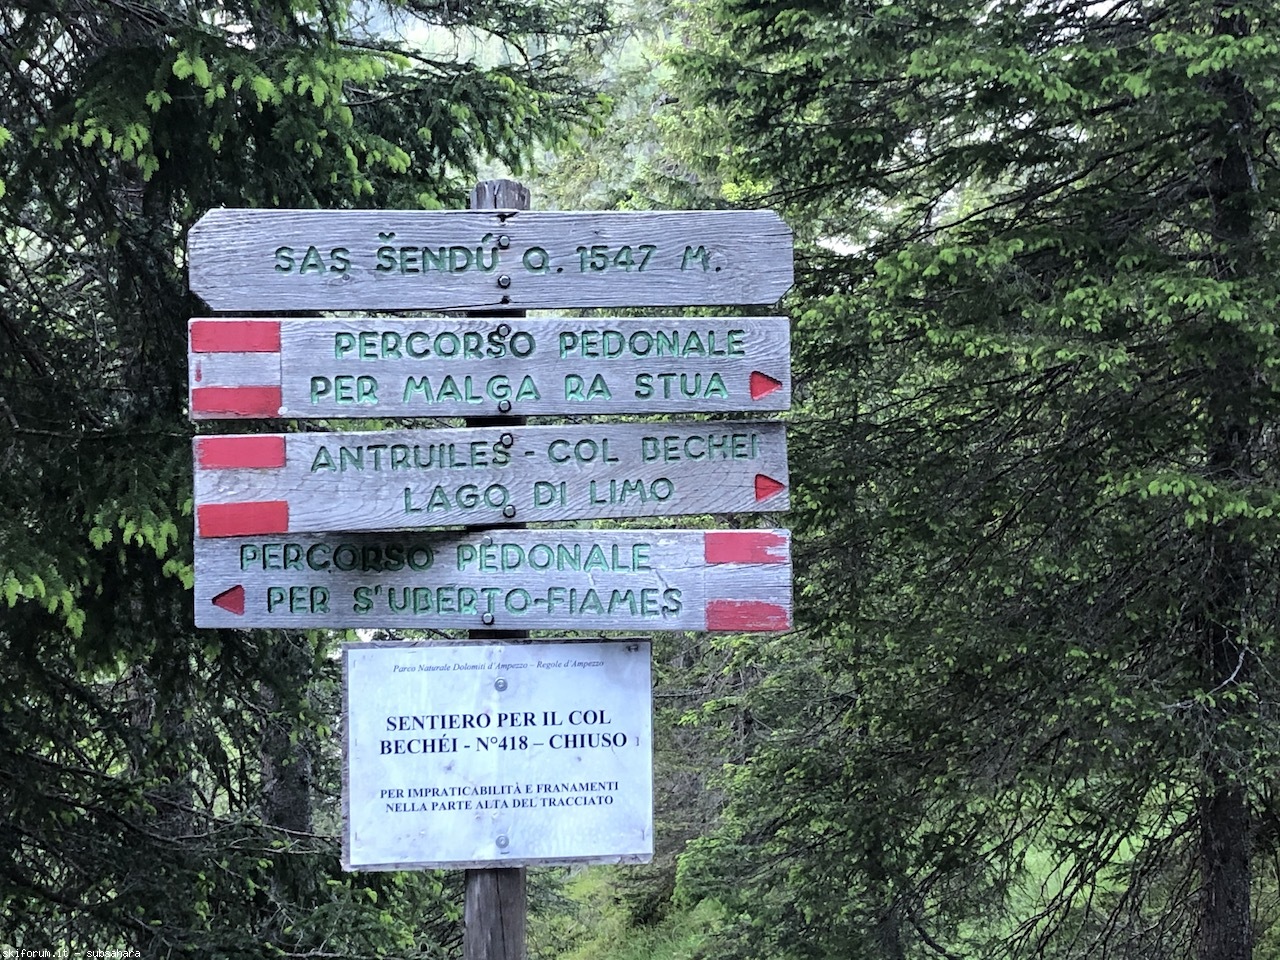 SAS ŠENDÚ Q. 1547 M.
PERCORSO PEDONALE
PER MALGA RA STUA
ANTRUILES - COL BECHEI
LAGO DI LIMO
PERCORSO PEDONALE
PER S'UBERTO-FIAMES
Parco Naturale Dolomiti d'Ampezzo – Regole d'Ampezzo
SENTIERO PER IL COL
BECHÉI - N°418 – CHIUSO
PER IMPRATICABILITÀ E FRANAMENTI
NELLA PARTE ALTA DEL TRACCIATO
skiforum.it - subsahara